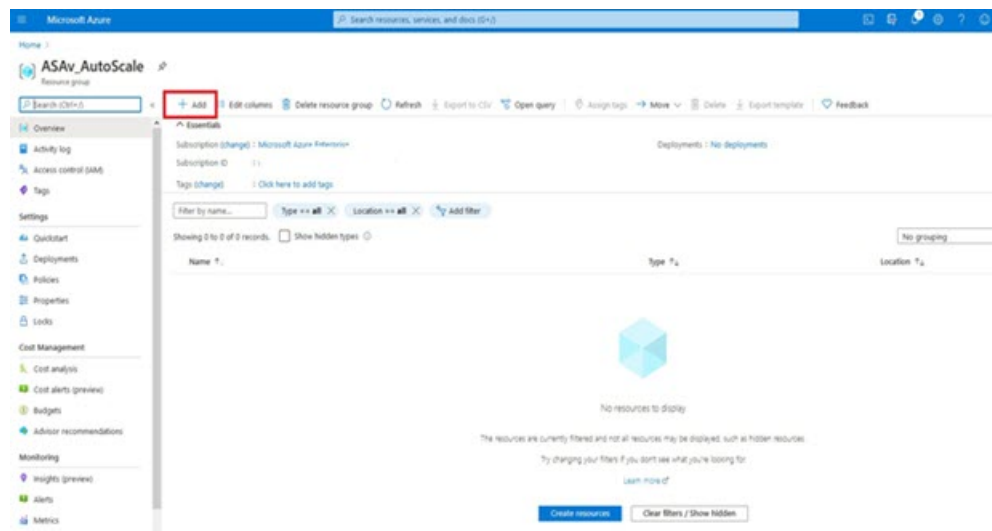 Microsoft Azure
Search resources, services, and docs (G+/)
Home >
ASAv_AutoScale
Resource group
Search (Ctrl+/)
Add
Edit columns
Delete resource group
Refresh
Export to CSV
Open query
Assign tags
Move
Delete
Export template
Feedback
Overview
Activity log
Access control (IAM)
Tags
Settings
Quickstart
Deployments
Policies
Properties
Locks
Cost Management
Cost analysis
Cost alerts (preview)
Budgets
Advisor recommendations
Monitoring
Insights (preview)
Alerts
Metrics
Essentials
Subscription (change) : Microsoft Azure Enterprise
Deployments : No deployments
Subscription ID :
Tags (change) : Click here to add tags
Filter by name...
Type == all
Location == all
Add filter
Showing 0 to 0 of 0 records.
Show hidden types
No grouping
Name
Type
Location
No resources to display
The resources are currently filtered and not all resources may be displayed, such as hidden resources.
Try changing your filters if you don't see what you're looking for.
Learn more
Create resources
Clear filters / Show hidden